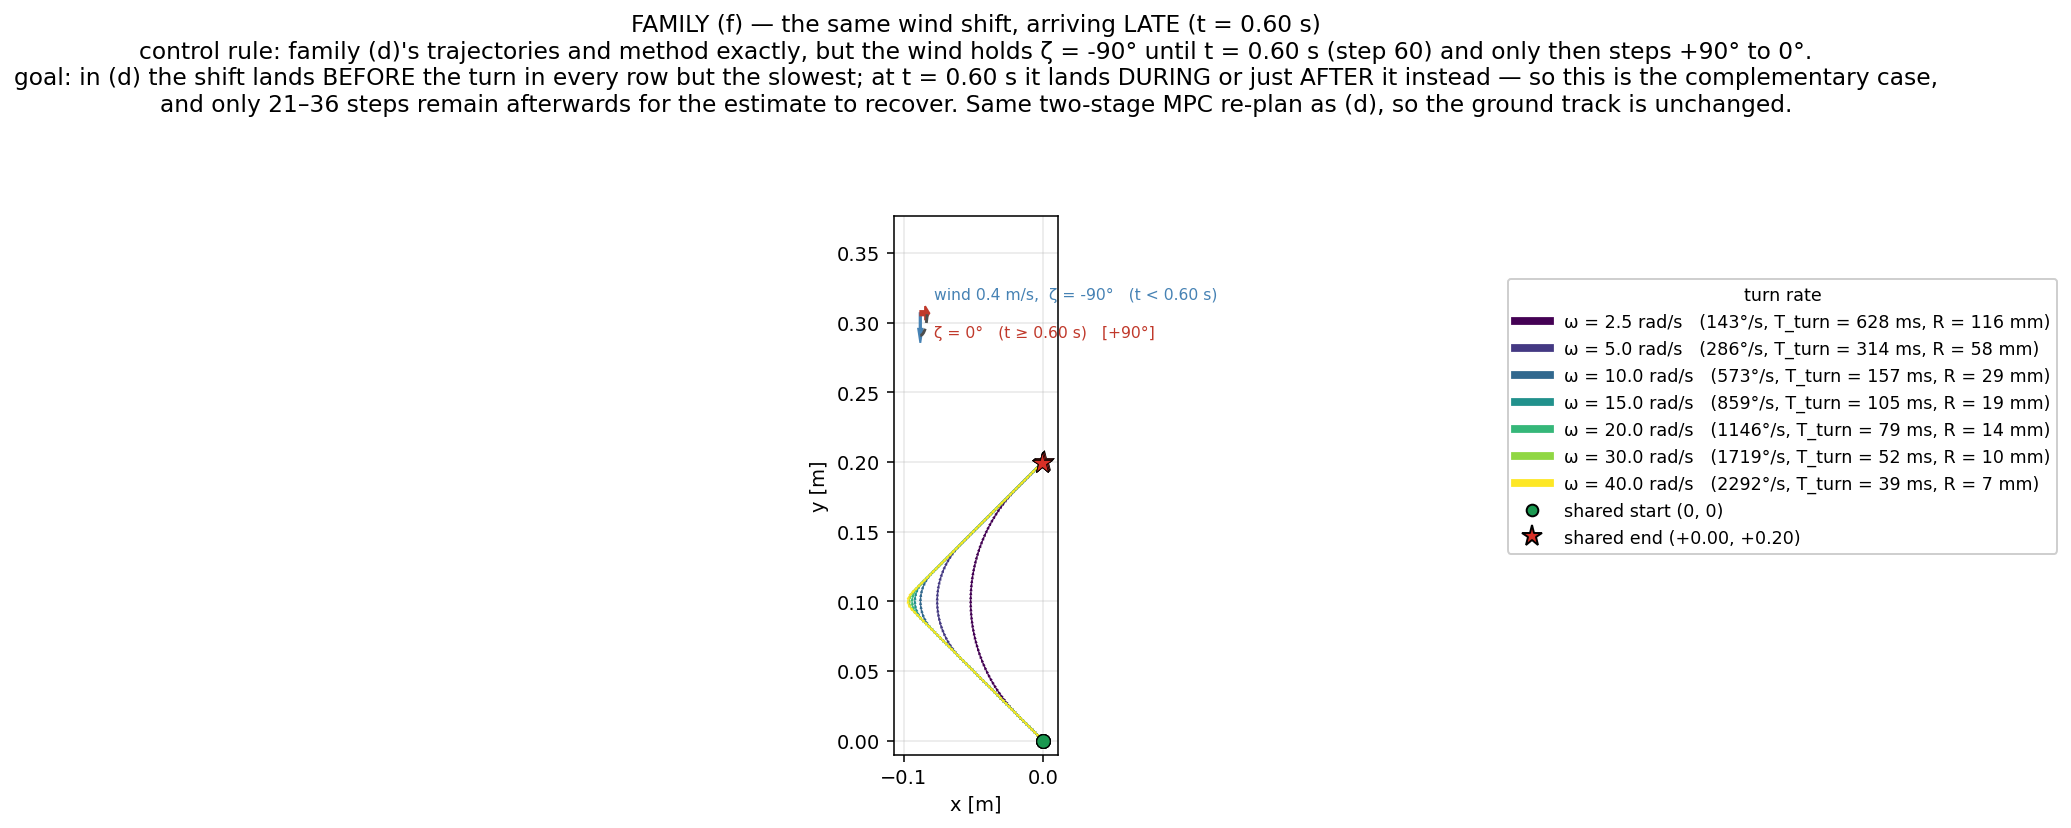 FAMILY (f) — the same wind shift, arriving LATE (t = 0.60 s)
control rule: family (d)'s trajectories and method exactly, but the wind holds ζ = -90° until t = 0.60 s (step 60) and only then steps +90° to 0°.
goal: in (d) the shift lands BEFORE the turn in every row but the slowest; at t = 0.60 s it lands DURING or just AFTER it instead — so this is the complementary case,
and only 21–36 steps remain afterwards for the estimate to recover. Same two-stage MPC re-plan as (d), so the ground track is unchanged.
0.35
wind 0.4 m/s,  ζ = -90°   (t < 0.60 s)
0.30
ζ = 0°   (t ≥ 0.60 s)   [+90°]
0.25
0.20
0.15
0.10
0.05
0.00
y [m]
−0.1
0.0
x [m]
turn rate
ω = 2.5 rad/s   (143°/s, T_turn = 628 ms, R = 116 mm)
ω = 5.0 rad/s   (286°/s, T_turn = 314 ms, R = 58 mm)
ω = 10.0 rad/s   (573°/s, T_turn = 157 ms, R = 29 mm)
ω = 15.0 rad/s   (859°/s, T_turn = 105 ms, R = 19 mm)
ω = 20.0 rad/s   (1146°/s, T_turn = 79 ms, R = 14 mm)
ω = 30.0 rad/s   (1719°/s, T_turn = 52 ms, R = 10 mm)
ω = 40.0 rad/s   (2292°/s, T_turn = 39 ms, R = 7 mm)
shared start (0, 0)
shared end (+0.00, +0.20)